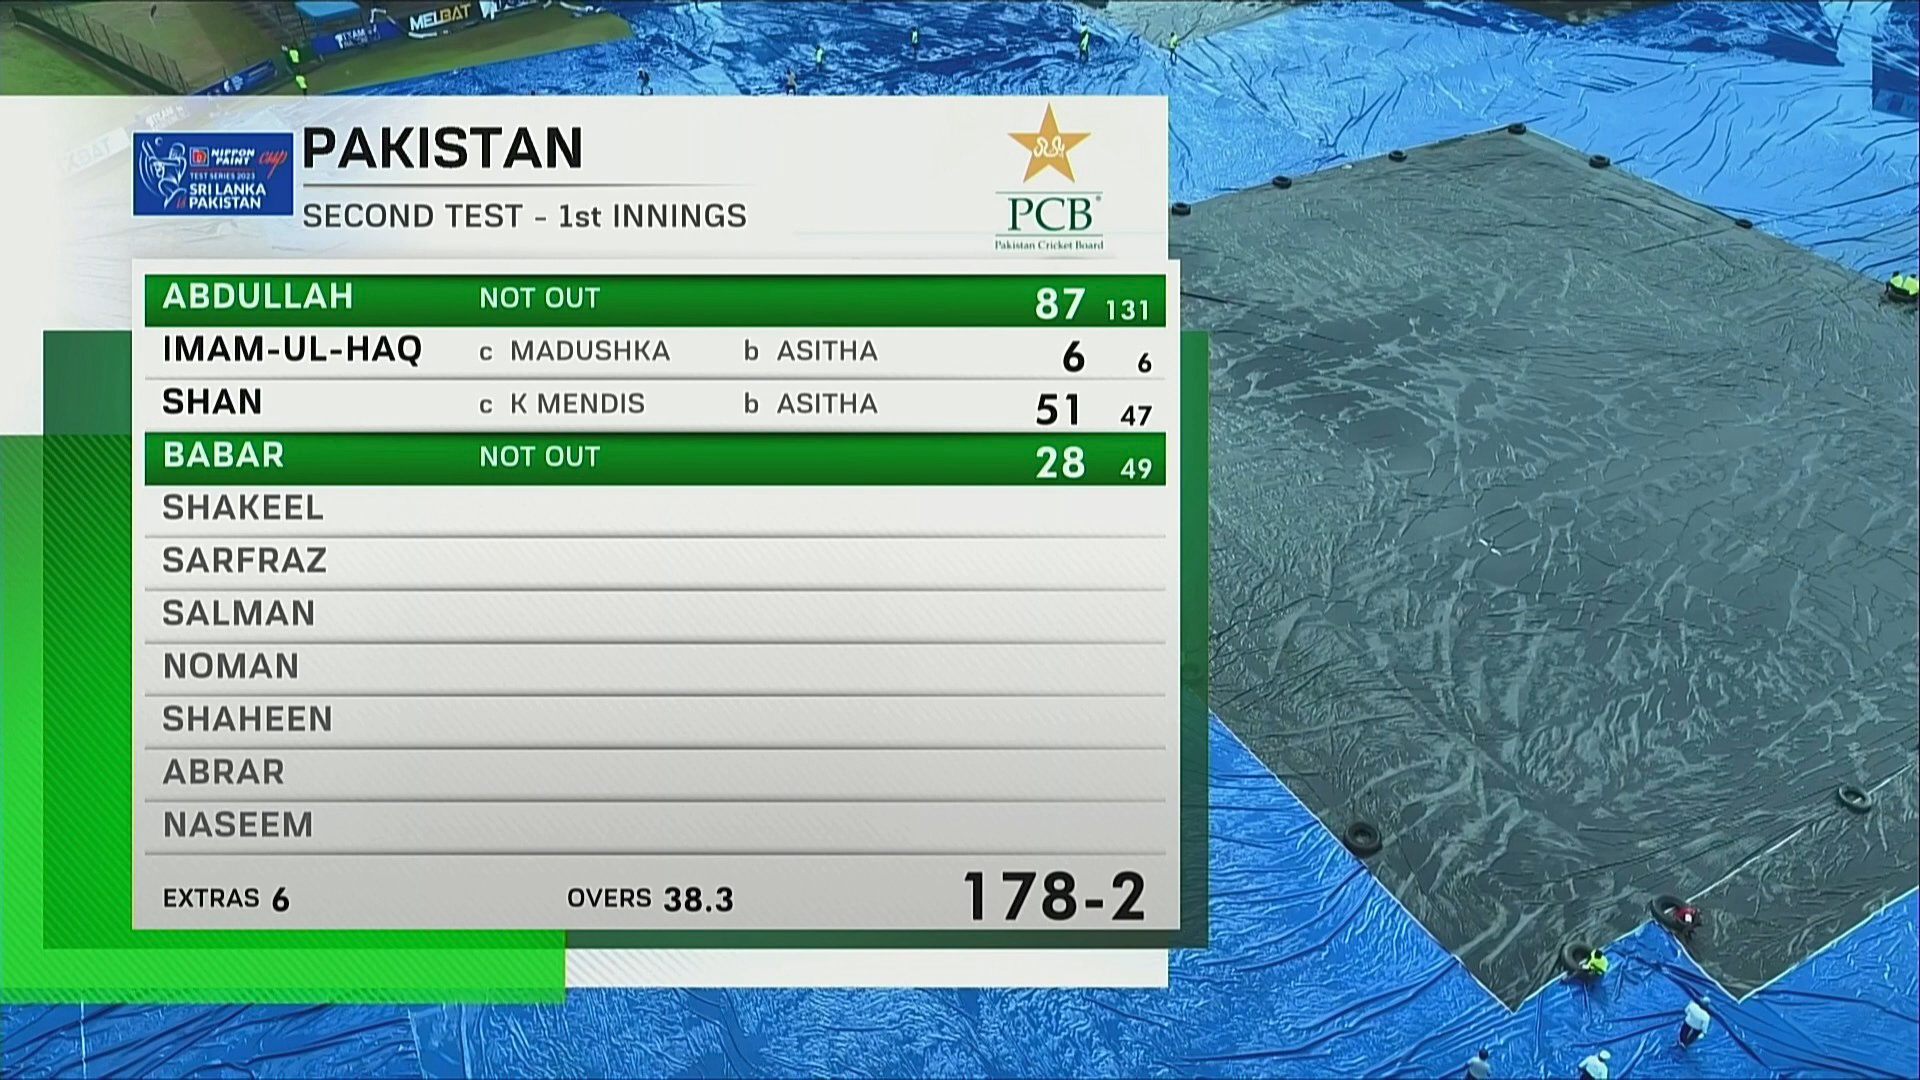 MELBAT
NIPPON
PAINT cup
TEST SERIES 2023
SRI LANKA
PAKISTAN
PAKISTAN
SECOND TEST - 1st INNINGS
PCB
Pakistan Cricket Board
ABDULLAH NOT OUT 87 131
IMAM-UL-HAQ c MADUSHKA b ASITHA 6 6
SHAN c K MENDIS b ASITHA 51 47
BABAR NOT OUT 28 49
SHAKEEL
SARFRAZ
SALMAN
NOMAN
SHAHEEN
ABRAR
NASEEM
EXTRAS 6 OVERS 38.3 178-2